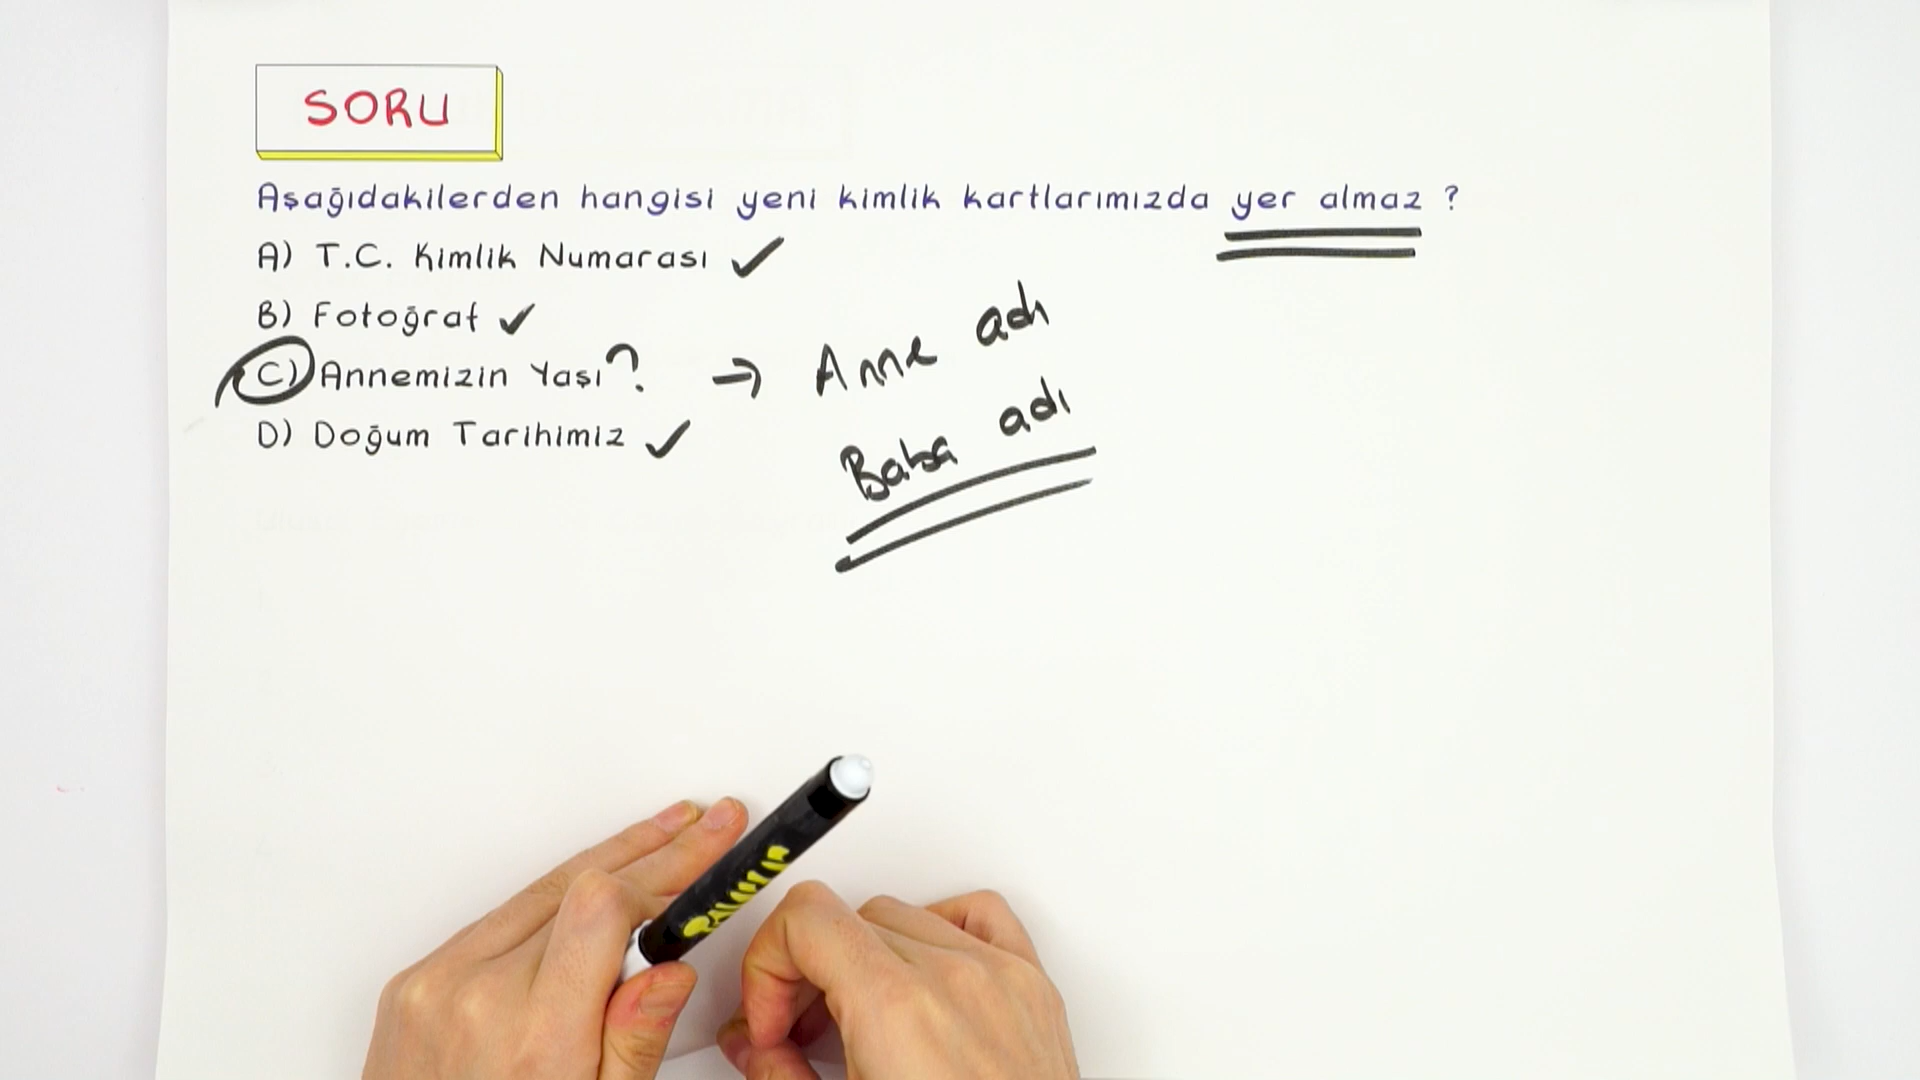 SORU
Aşağıdakilerden hangisi yeni kimlik kartlarımızda yer almaz ?
A) T.C. Kimlik Numarası ✓
B) Fotoğraf ✓
C) Annemizin Yaşı ? → Anne adı
Baba adı
D) Doğum Tarihimiz ✓